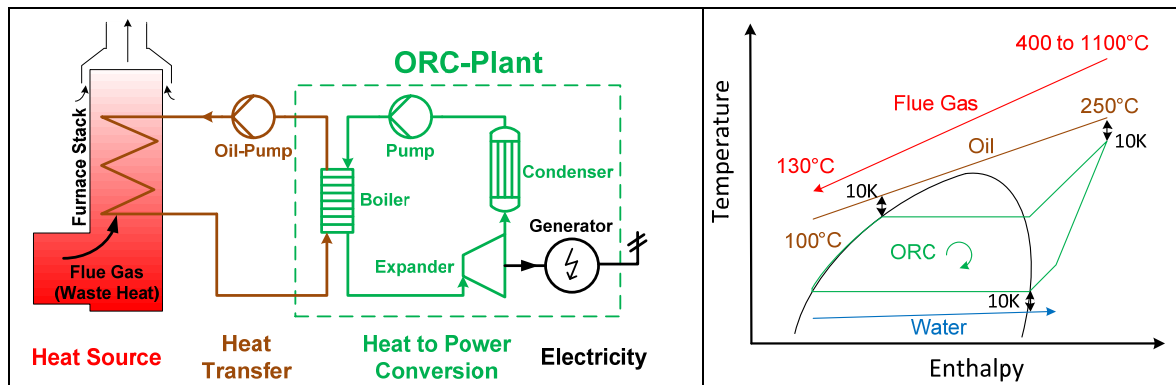 ORC-Plant
Furnace Stack
Oil-Pump
Pump
Condenser
Boiler
Generator
Expander
Flue Gas
(Waste Heat)
Heat Source
Heat
Transfer
Heat to Power
Conversion
Electricity
Temperature
400 to 1100°C
Flue Gas
250°C
Oil
10K
130°C
10K
100°C
ORC
10K
Water
Enthalpy